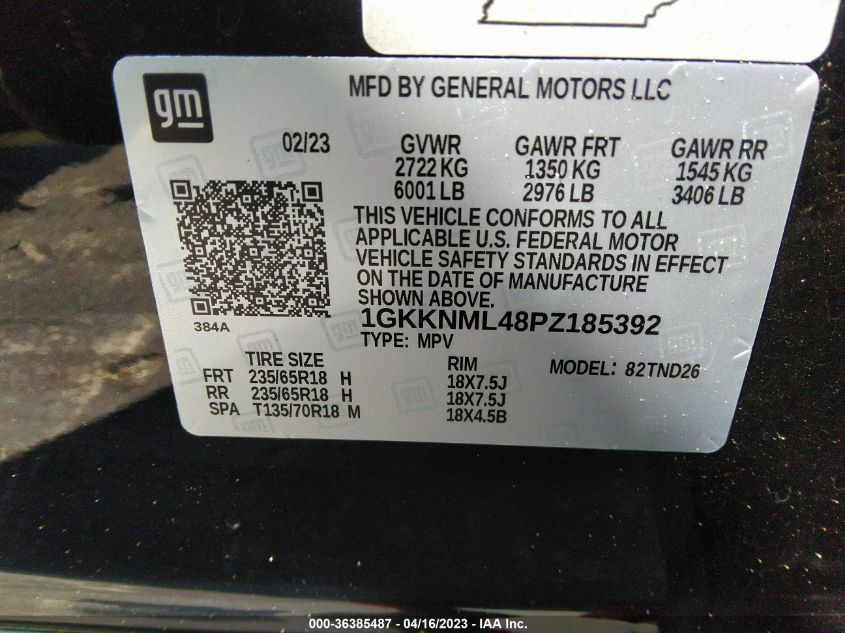 gm
MFD BY GENERAL MOTORS LLC
02/23 GVWR GAWR FRT GAWR RR
2722 KG 1350 KG 1545 KG
6001 LB 2976 LB 3406 LB
THIS VEHICLE CONFORMS TO ALL
APPLICABLE U.S. FEDERAL MOTOR
VEHICLE SAFETY STANDARDS IN EFFECT
ON THE DATE OF MANUFACTURE
SHOWN ABOVE.
384A
1GKKNML48PZ185392
TYPE: MPV
TIRE SIZE RIM MODEL: 82TND26
FRT 235/65R18 H 18X7.5J
RR 235/65R18 H 18X7.5J
SPA T135/70R18 M 18X4.5B
000-36385487 - 04/16/2023 - IAA Inc.